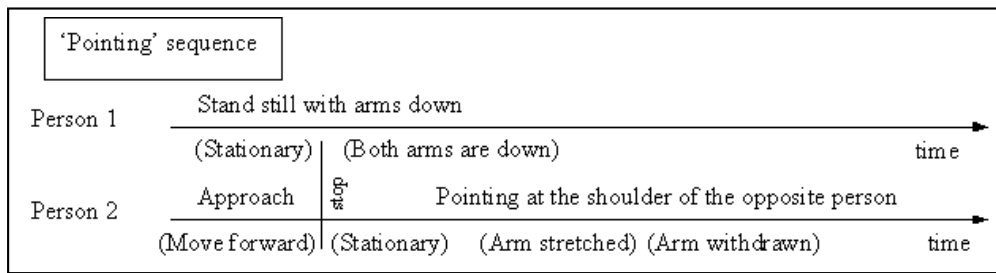 ‘Pointing’ sequence
Stand still with arms down
Person 1
(Stationary) (Both arms are down) time
Approach stop Pointing at the shoulder of the opposite person
Person 2
(Move forward) (Stationary) (Arm stretched) (Arm withdrawn) time